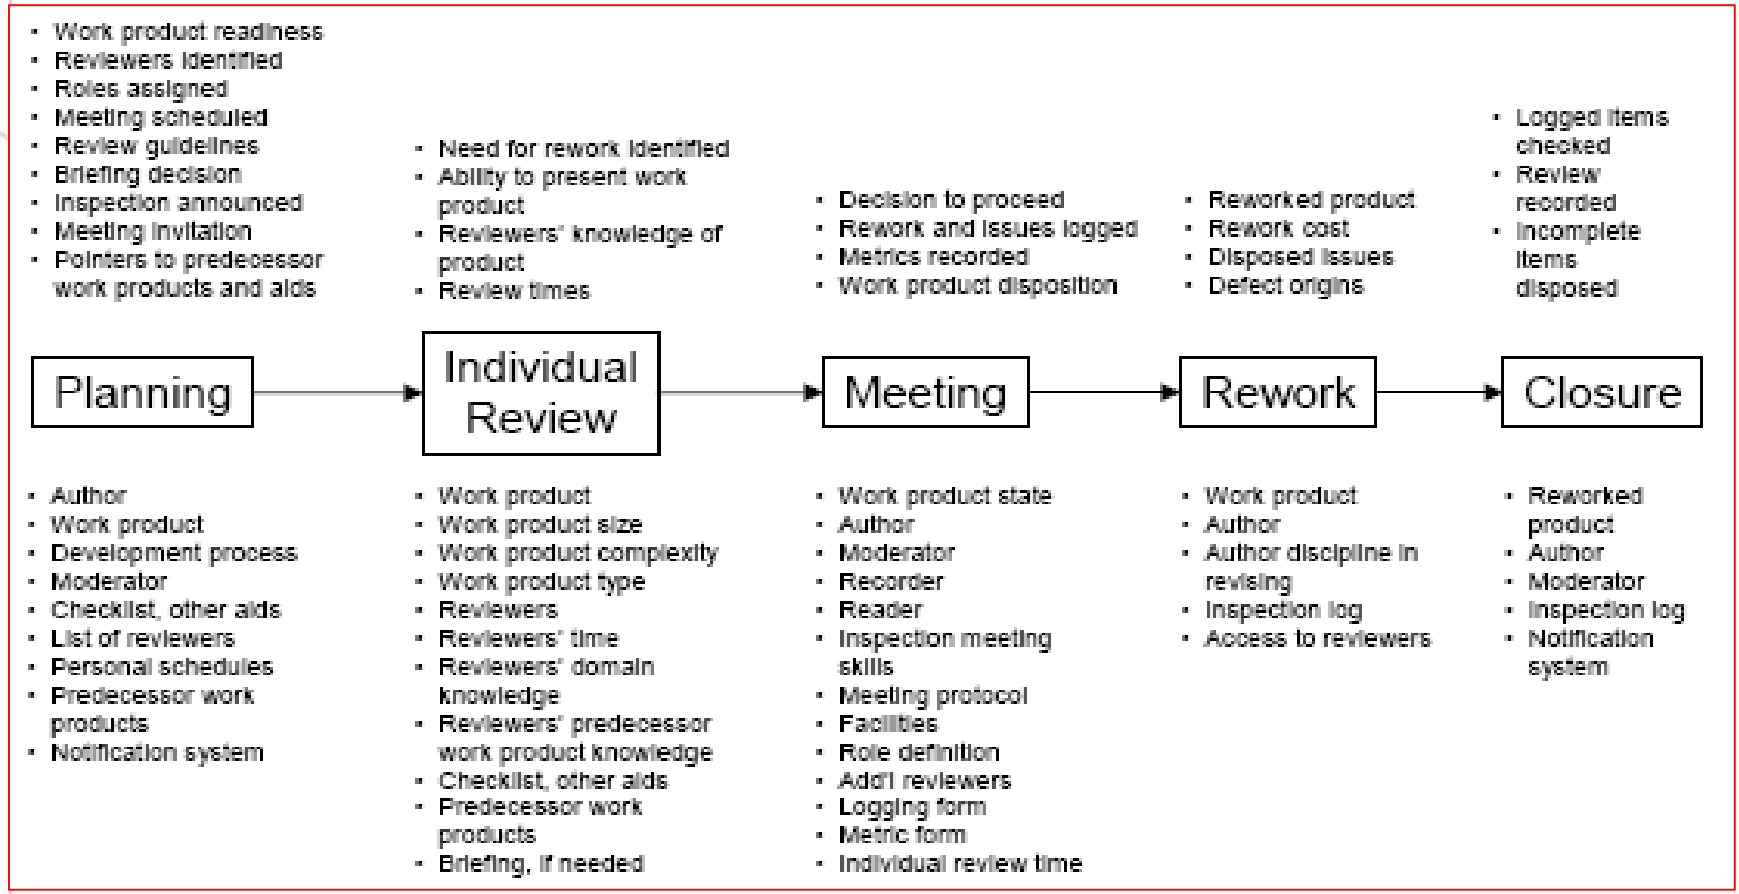 • Work product readiness
• Reviewers identified
• Roles assigned
• Meeting scheduled
• Review guidelines
• Briefing decision
• Inspection announced
• Meeting invitation
• Pointers to predecessor
work products and aids
• Need for rework identified
• Ability to present work
product
• Reviewers' knowledge of
product
• Review times
• Decision to proceed
• Rework and issues logged
• Metrics recorded
• Work product disposition
• Reworked product
• Rework cost
• Disposed issues
• Defect origins
• Logged items
checked
• Review
recorded
• Incomplete
items
disposed
Planning
Individual
Review
Meeting
Rework
Closure
• Author
• Work product
• Development process
• Moderator
• Checklist, other aids
• List of reviewers
• Personal schedules
• Predecessor work
products
• Notification system
• Work product
• Work product size
• Work product complexity
• Work product type
• Reviewers
• Reviewers' time
• Reviewers' domain
knowledge
• Reviewers' predecessor
work product knowledge
• Checklist, other aids
• Predecessor work
products
• Briefing, if needed
• Work product state
• Author
• Moderator
• Recorder
• Reader
• Inspection meeting
skills
• Meeting protocol
• Facilities
• Role definition
• Add'l reviewers
• Logging form
• Metric form
• Individual review time
• Work product
• Author
• Author discipline in
revising
• Inspection log
• Access to reviewers
• Reworked
product
• Author
• Moderator
• Inspection log
• Notification
system